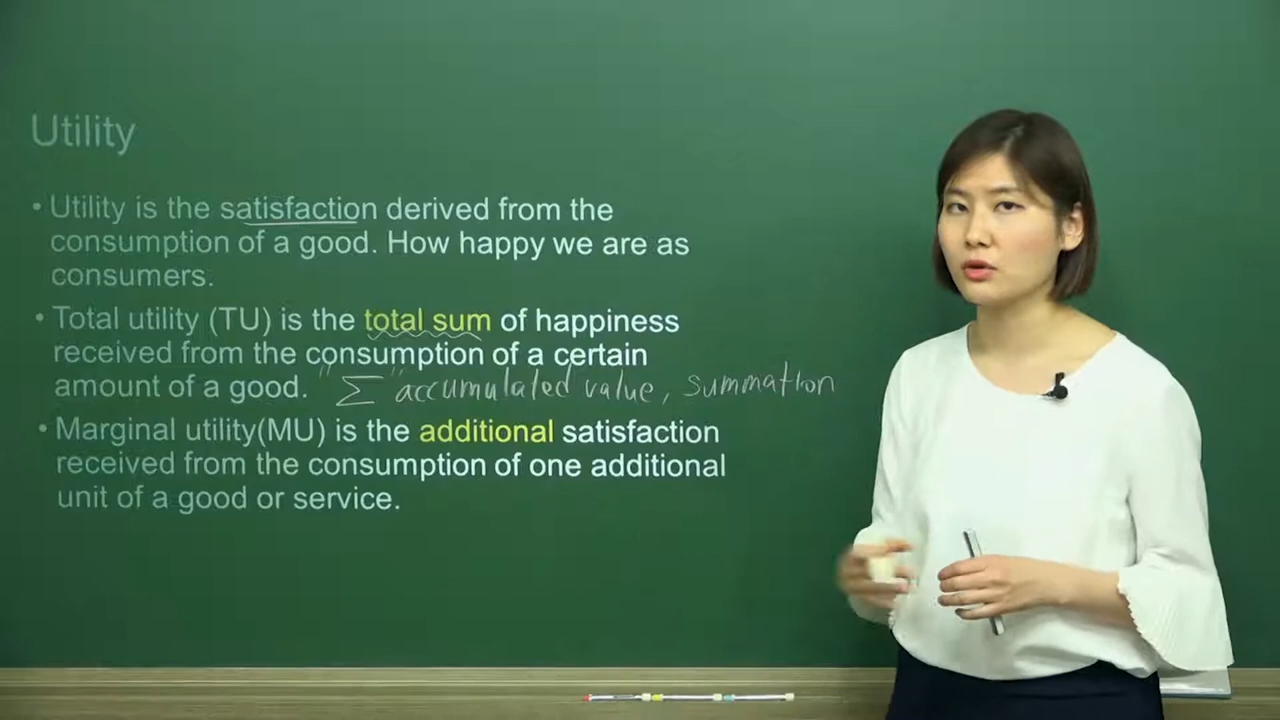 Utility
• Utility is the satisfaction derived from the
consumption of a good. How happy we are as
consumers.
• Total utility (TU) is the total sum of happiness
received from the consumption of a certain
amount of a good. "Σ" accumulated value, summation
• Marginal utility(MU) is the additional satisfaction
received from the consumption of one additional
unit of a good or service.